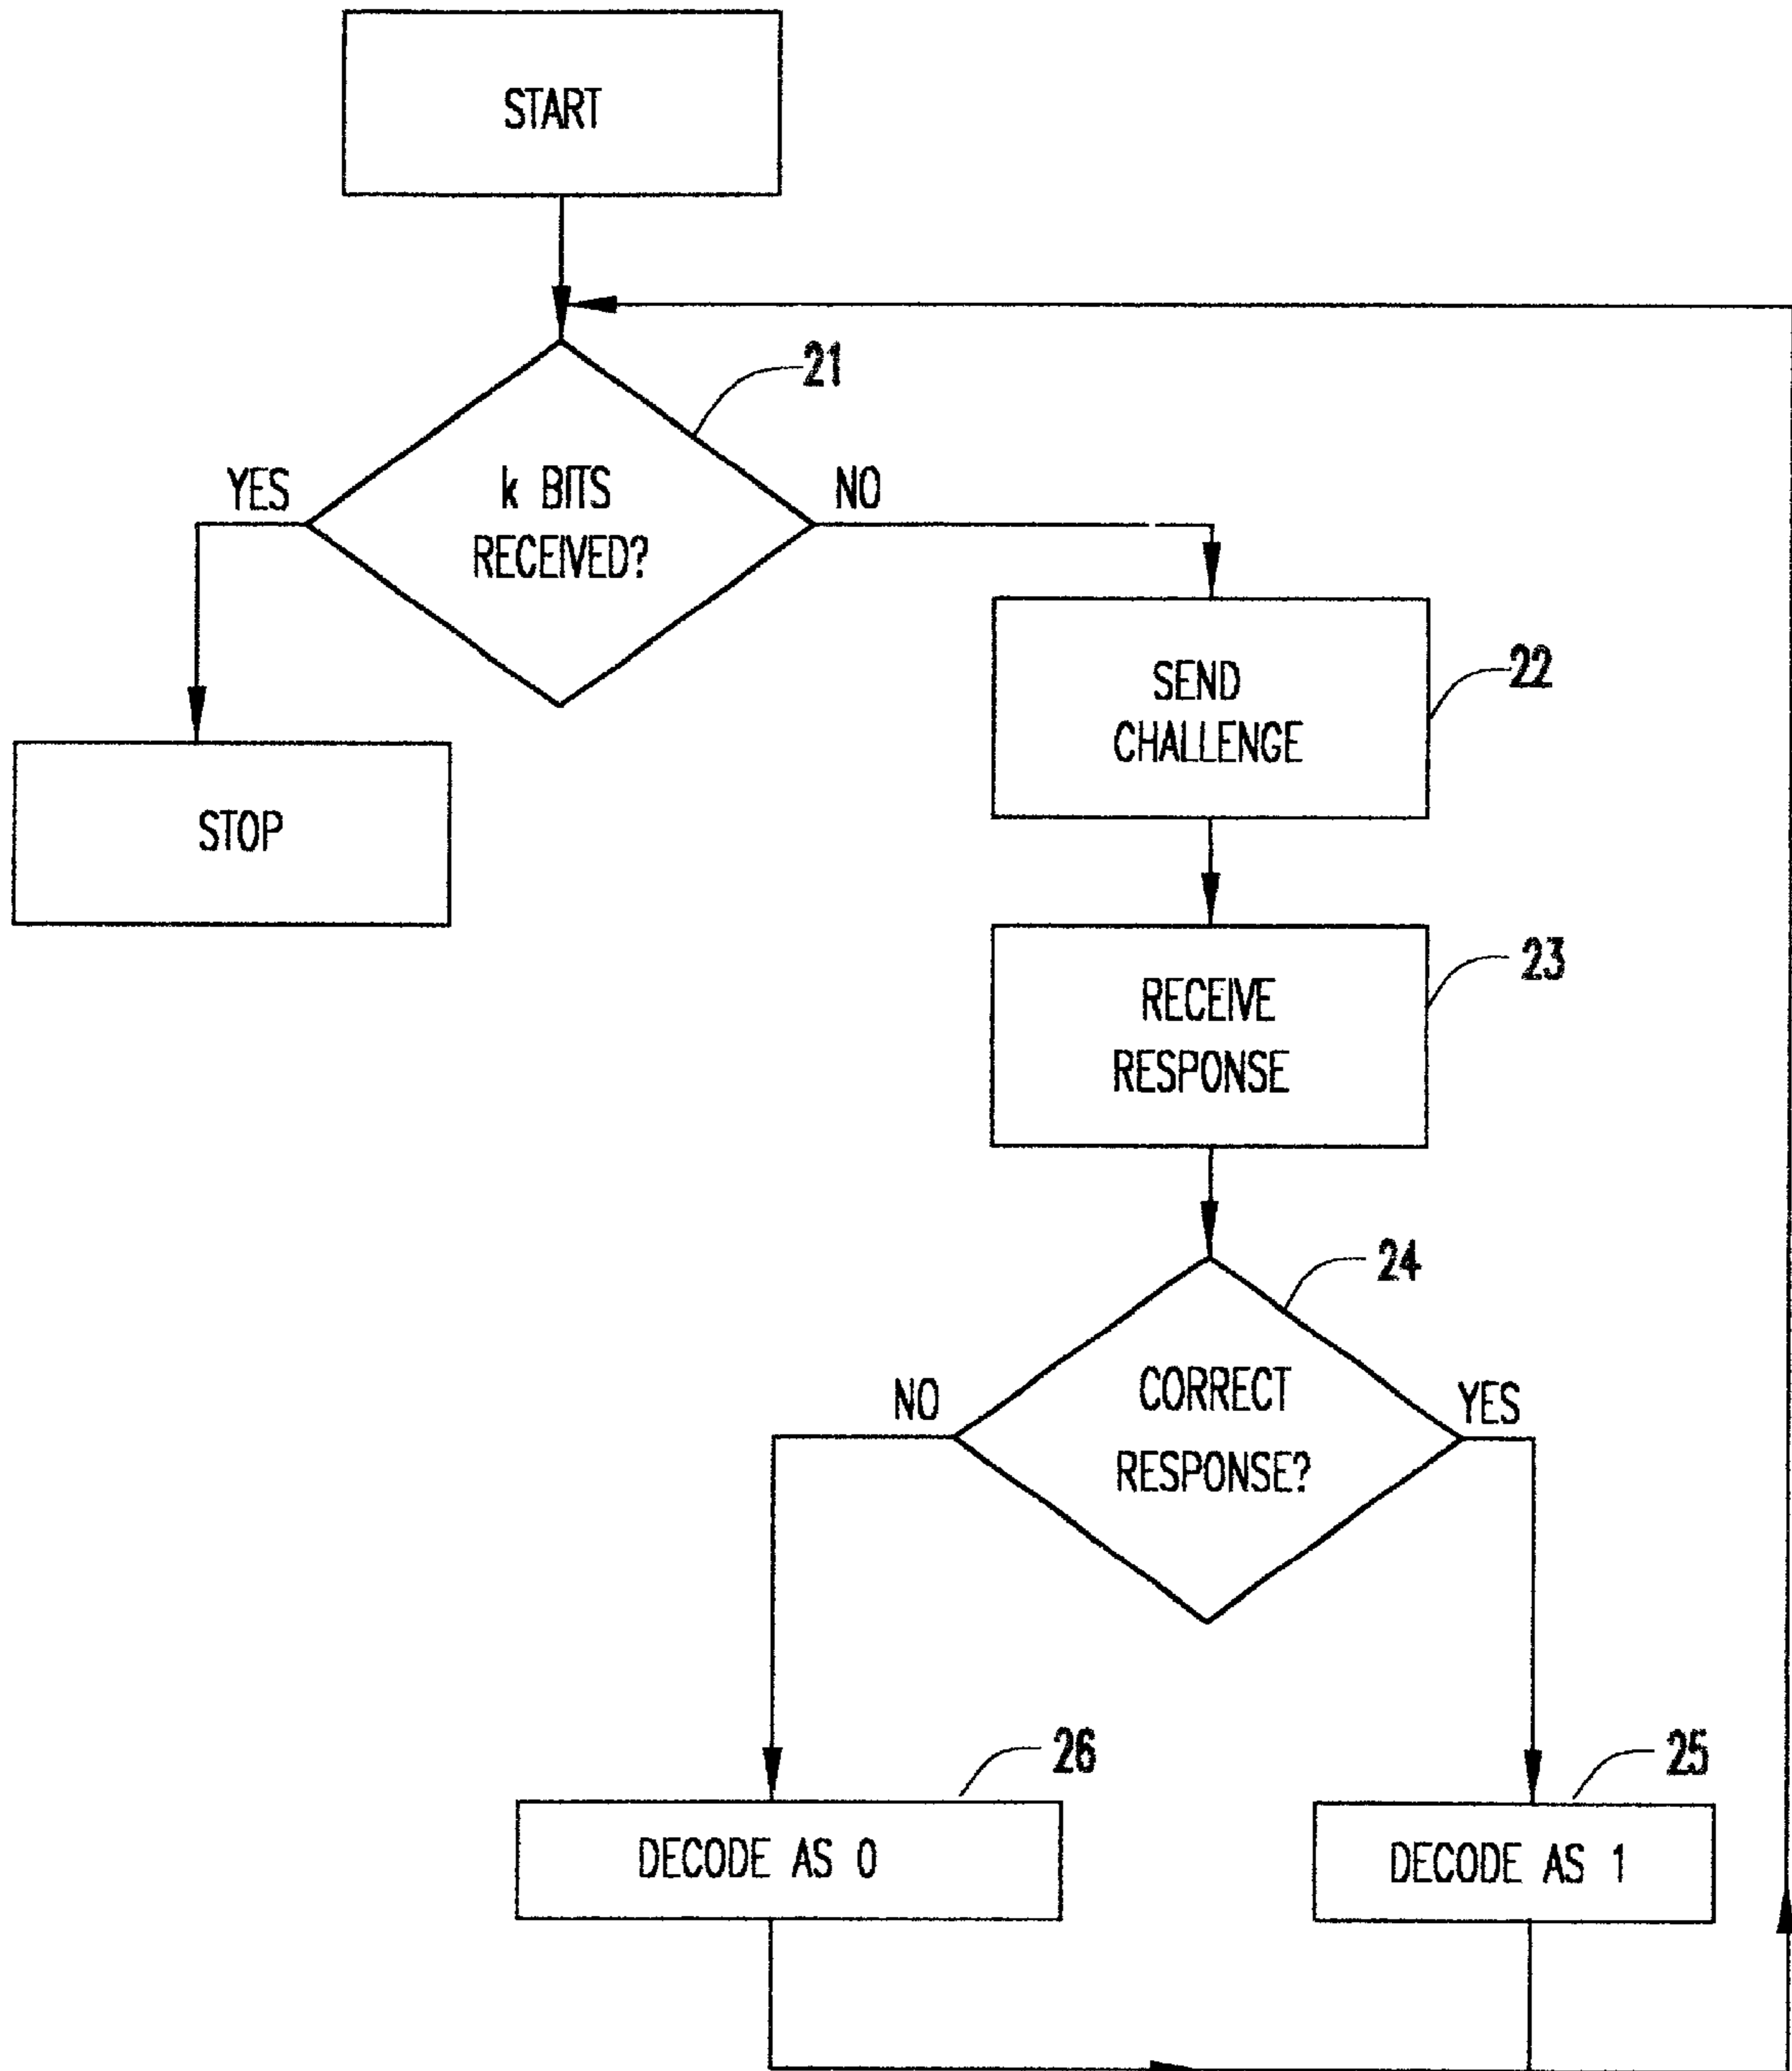 START
21
YES
k BITS
RECEIVED?
NO
SEND
CHALLENGE
22
STOP
RECEIVE
RESPONSE
23
24
NO
CORRECT
RESPONSE?
YES
26
DECODE AS 0
25
DECODE AS 1